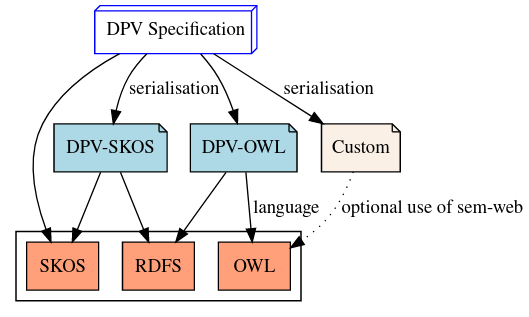 DPV Specification
serialisation
serialisation
DPV-SKOS
DPV-OWL
Custom
language
optional use of sem-web
SKOS
RDFS
OWL